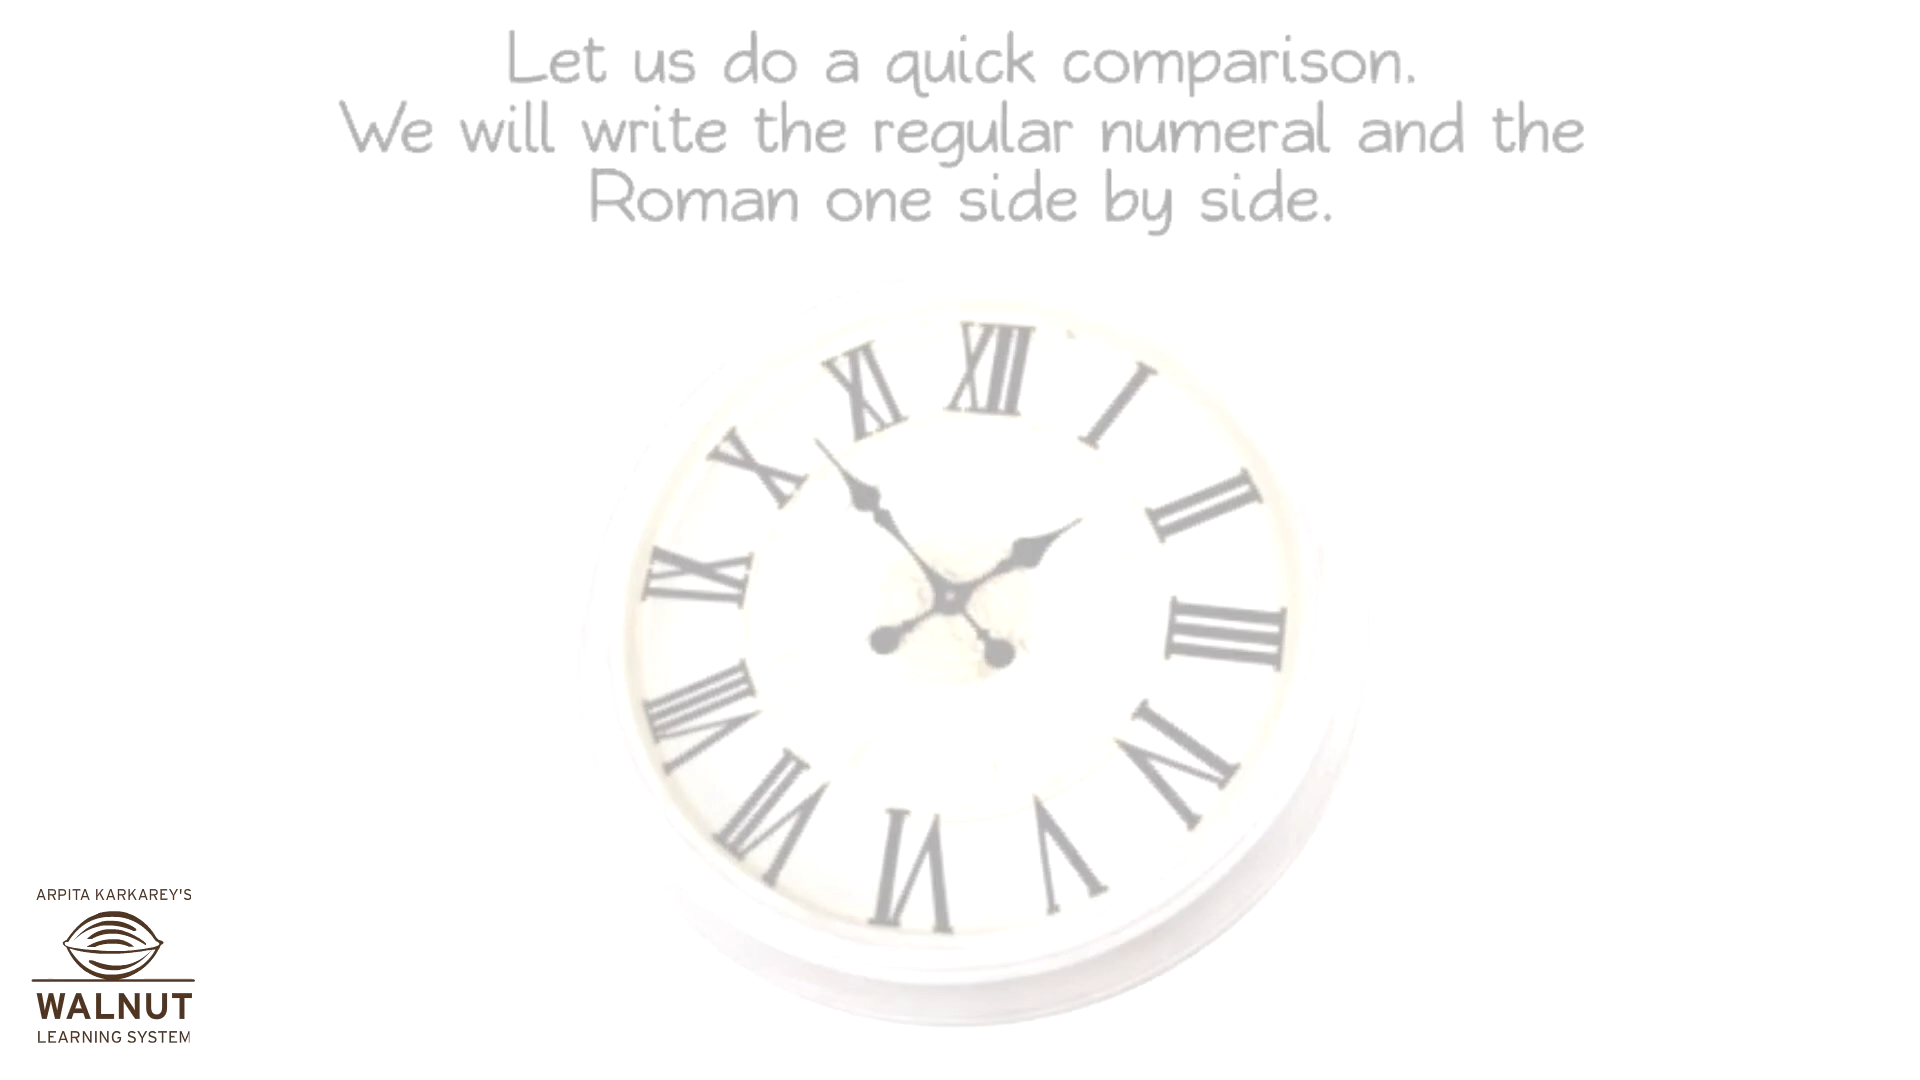 Let us do a quick comparison.
We will write the regular numeral and the
Roman one side by side.
XII
I
II
III
IV
V
VI
VII
VIII
IX
X
XI
ARPITA KARKAREY'S
WALNUT
LEARNING SYSTEM